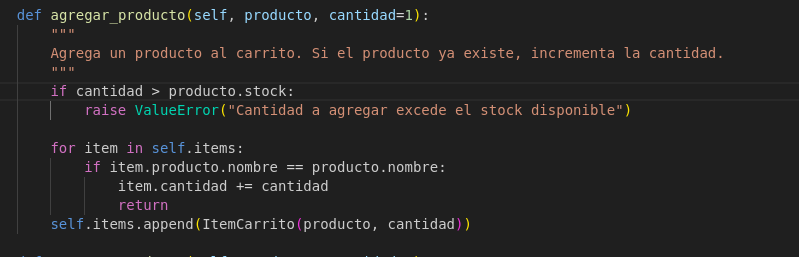 def agregar_producto(self, producto, cantidad=1):
    """
    Agrega un producto al carrito. Si el producto ya existe, incrementa la cantidad.
    """
    if cantidad > producto.stock:
        raise ValueError("Cantidad a agregar excede el stock disponible")
    for item in self.items:
        if item.producto.nombre == producto.nombre:
            item.cantidad += cantidad
            return
    self.items.append(ItemCarrito(producto, cantidad))